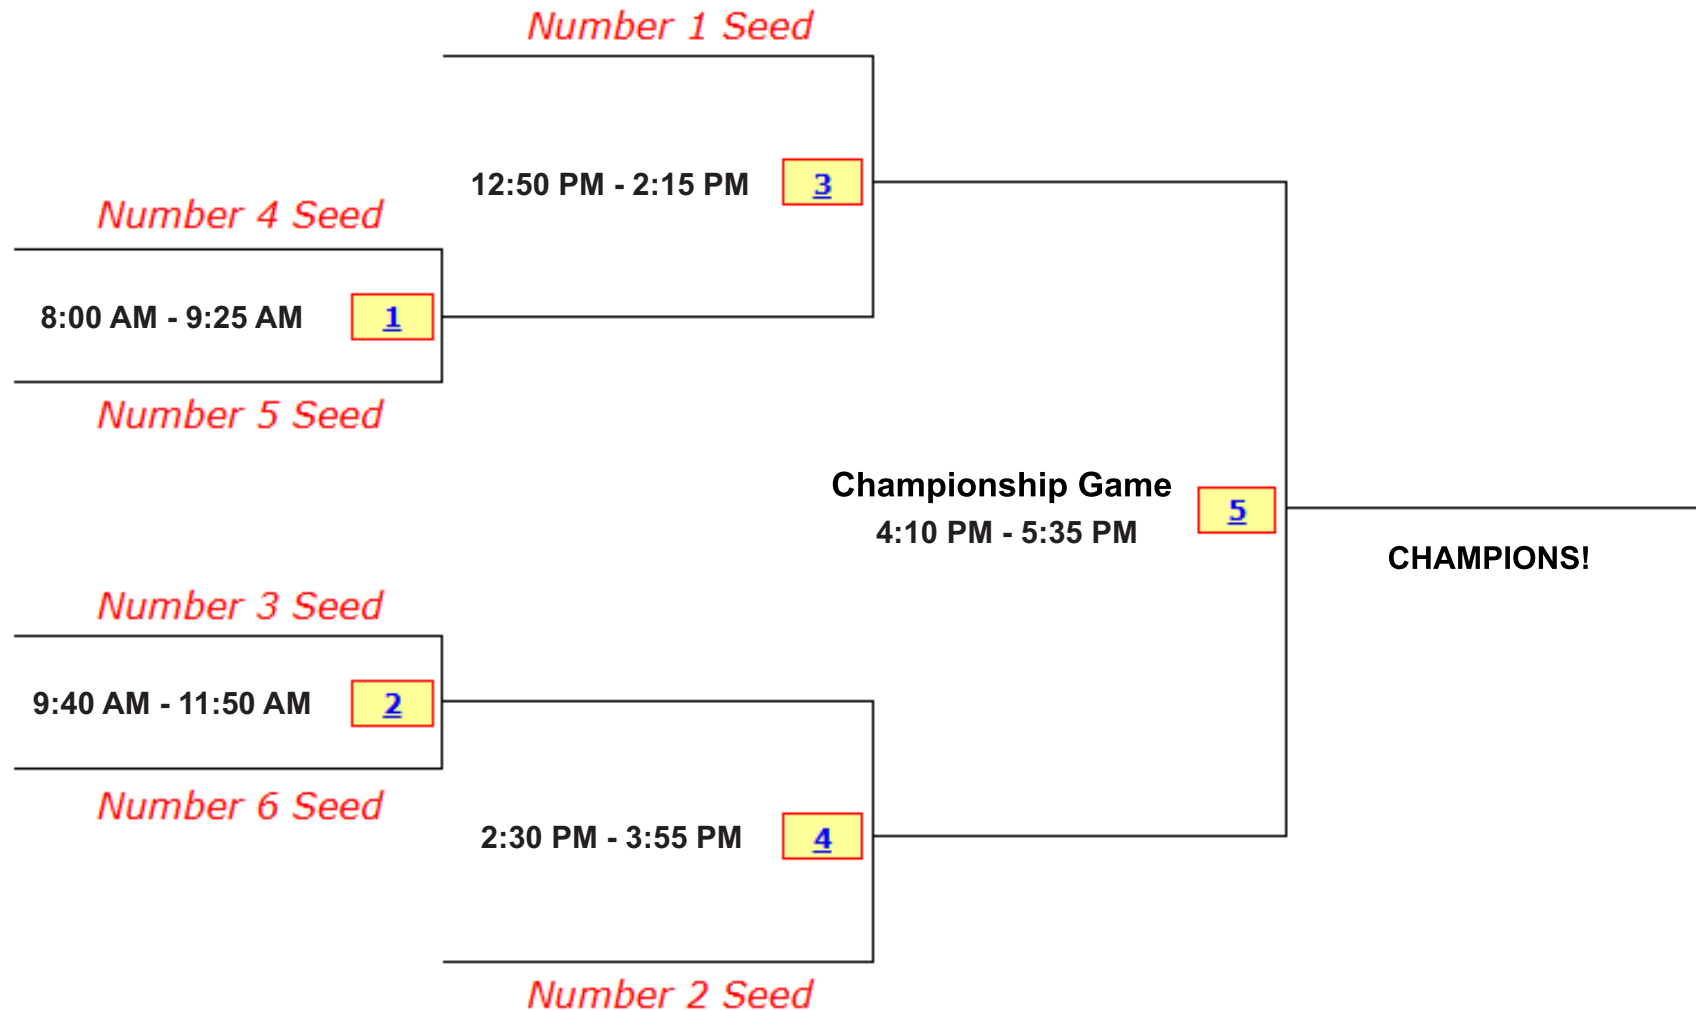 Number 1 Seed
12:50 PM - 2:15 PM
3
Number 4 Seed
8:00 AM - 9:25 AM
1
Number 5 Seed
Championship Game
4:10 PM - 5:35 PM
5
CHAMPIONS!
Number 3 Seed
9:40 AM - 11:50 AM
2
Number 6 Seed
2:30 PM - 3:55 PM
4
Number 2 Seed